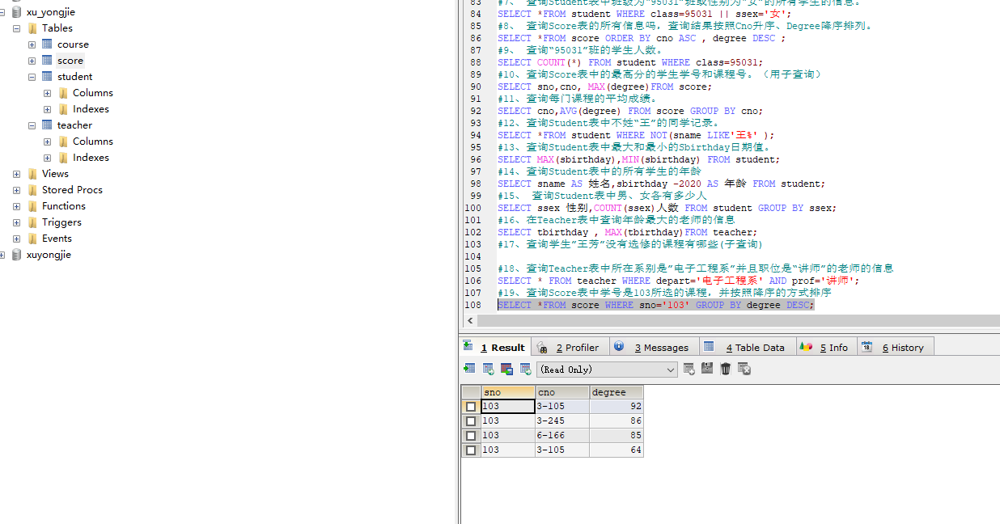 xu_yongjie
Tables
course
score
student
Columns
Indexes
teacher
Columns
Indexes
Views
Stored Procs
Functions
Triggers
Events
xuyongjie
83 #7、 查询Student表中班级为“95031”班或性别为“女”的所有学生的信息。
84 SELECT *FROM student WHERE class=95031 || ssex='女';
85 #8、 查询Score表的所有信息吗，查询结果按照Cno升序、Degree降序排列。
86 SELECT *FROM score ORDER BY cno ASC , degree DESC ;
87 #9、 查询“95031”班的学生人数。
88 SELECT COUNT(*) FROM student WHERE class=95031;
89 #10、查询Score表中的最高分的学生学号和课程号。（用子查询）
90 SELECT sno,cno, MAX(degree)FROM score;
91 #11、查询每门课程的平均成绩。
92 SELECT cno,AVG(degree) FROM score GROUP BY cno;
93 #12、查询Student表中不姓“王”的同学记录。
94 SELECT *FROM student WHERE NOT(sname LIKE'王%' );
95 #13、查询Student表中最大和最小的Sbirthday日期值。
96 SELECT MAX(sbirthday),MIN(sbirthday) FROM student;
97 #14、查询Student表中的所有学生的年龄
98 SELECT sname AS 姓名,sbirthday -2020 AS 年龄 FROM student;
99 #15、 查询Student表中男、女各有多少人
100 SELECT ssex 性别,COUNT(ssex)人数 FROM student GROUP BY ssex;
101 #16、在Teacher表中查询年龄最大的老师的信息
102 SELECT tbirthday , MAX(tbirthday)FROM teacher;
103 #17、查询学生”王芳”没有选修的课程有哪些(子查询)
104
105 #18、查询Teacher表中所在系别是”电子工程系”并且职位是“讲师”的老师的信息
106 SELECT * FROM teacher WHERE depart='电子工程系' AND prof='讲师';
107 #19、查询Score表中学号是103所选的课程，并按照降序的方式排序
108 SELECT *FROM score WHERE sno='103' GROUP BY degree DESC;
1 Result 2 Profiler 3 Messages 4 Table Data 5 Info 6 History
(Read Only)
sno cno degree
103 3-105 92
103 3-245 86
103 6-166 85
103 3-105 64